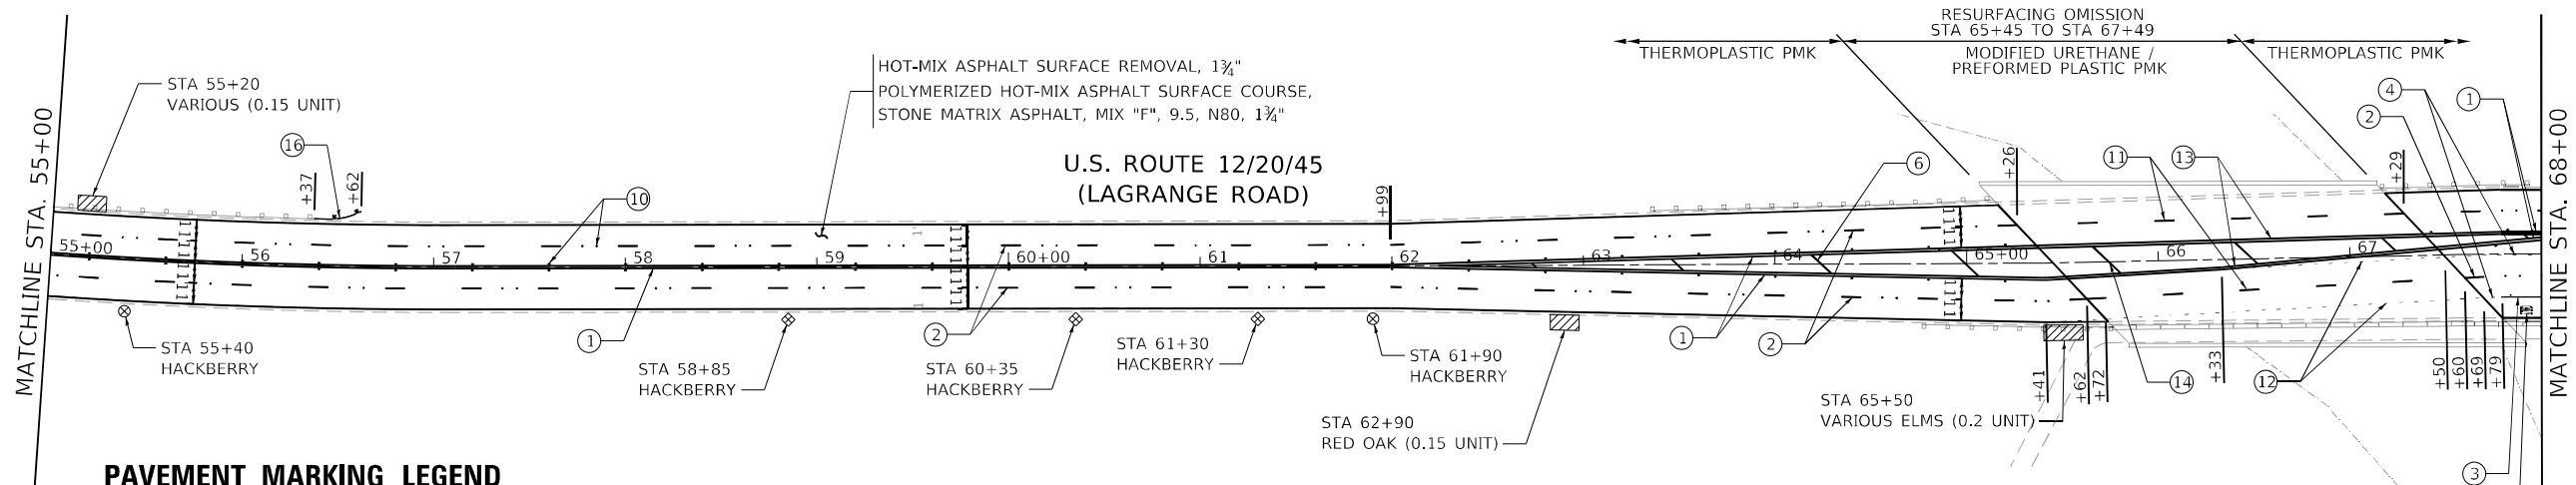 RESURFACING OMISSION
STA 65+45 TO STA 67+49
THERMOPLASTIC PMK
MODIFIED URETHANE /
PREFORMED PLASTIC PMK
THERMOPLASTIC PMK
HOT-MIX ASPHALT SURFACE REMOVAL, 1¾"
POLYMERIZED HOT-MIX ASPHALT SURFACE COURSE,
STONE MATRIX ASPHALT, MIX "F", 9.5, N80, 1¾"
STA 55+20
VARIOUS (0.15 UNIT)
MATCHLINE STA. 55+00
MATCHLINE STA. 68+00
U.S. ROUTE 12/20/45
(LAGRANGE ROAD)
16
+37
+62
10
+99
6
+26
11
13
+29
2
4
1
55+00
56
57
58
59
60+00
61
62
63
64
65+00
66
67
1
2
1
2
14
12
3
+41
+62
+72
+33
+50
+60
+69
+79
STA 55+40
HACKBERRY
STA 58+85
HACKBERRY
STA 60+35
HACKBERRY
STA 61+30
HACKBERRY
STA 61+90
HACKBERRY
STA 62+90
RED OAK (0.15 UNIT)
STA 65+50
VARIOUS ELMS (0.2 UNIT)
PAVEMENT MARKING LEGEND